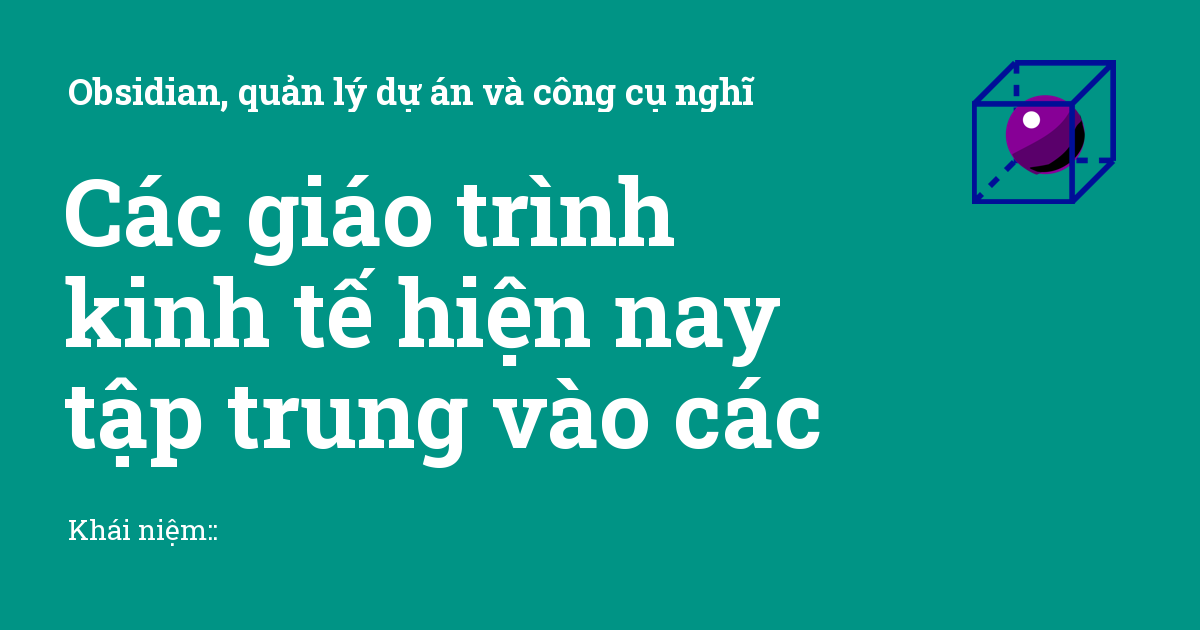 Obsidian, quản lý dự án và công cụ nghĩ
Các giáo trình
kinh tế hiện nay
tập trung vào các
Khái niệm::